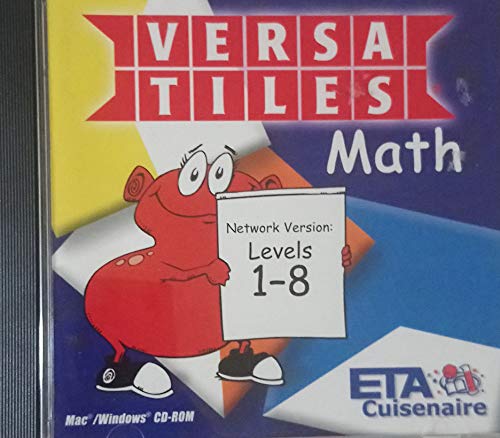 VERSA
TILES
Math
Network Version:
Levels
1-8
ETA
Cuisenaire
Mac®/Windows® CD-ROM